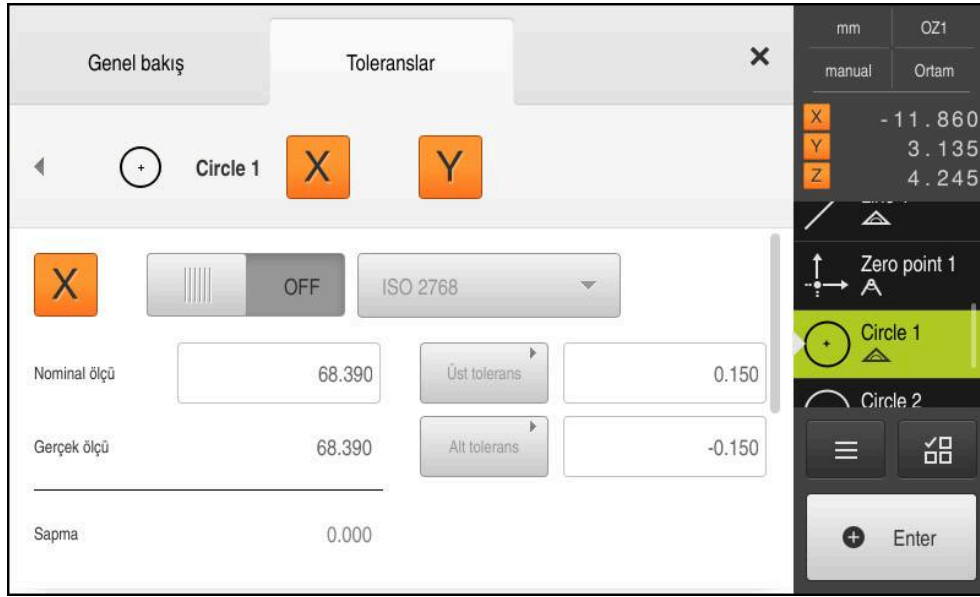 Genel bakış
Toleranslar
Circle 1
X
Y
X
OFF
ISO 2768
Nominal ölçü
68.390
Üst tolerans
0.150
Gerçek ölçü
68.390
Alt tolerans
-0.150
Sapma
0.000
mm
OZ1
manual
Ortam
X
-11.860
Y
3.135
Z
4.245
Zero point 1
Circle 1
Circle 2
Enter